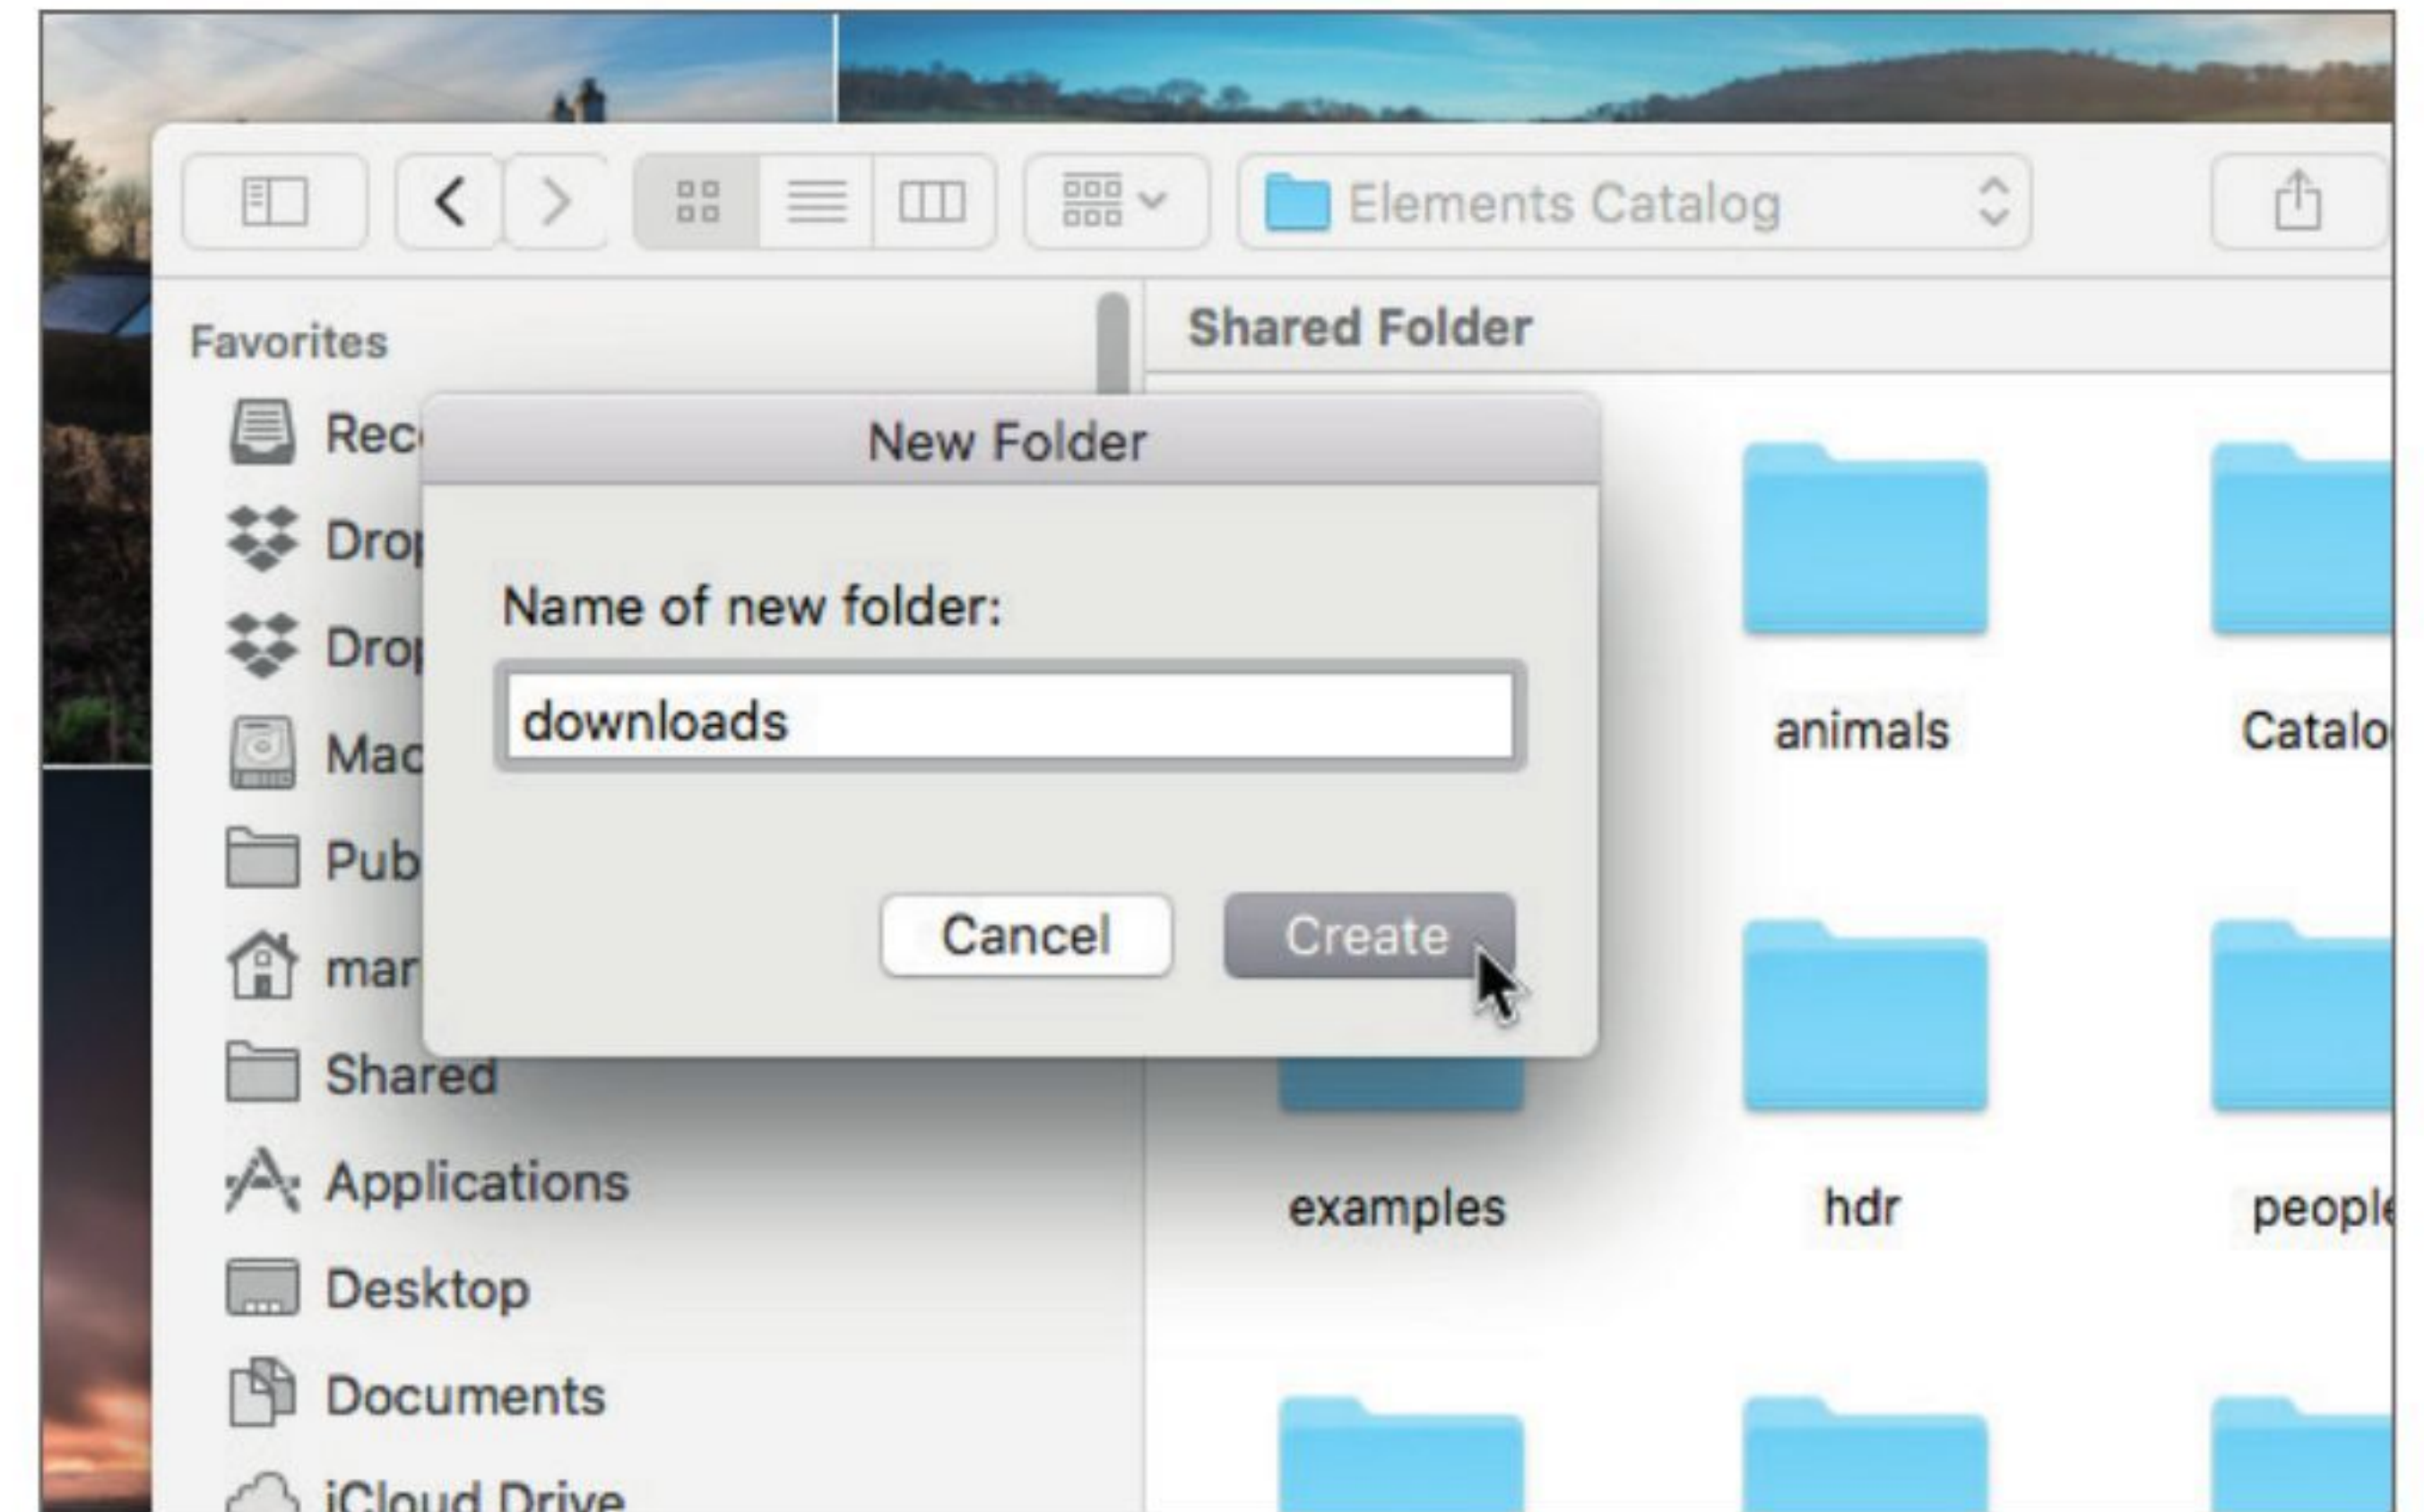 Elements Catalog
Favorites
Shared Folder
New Folder
Name of new folder:
downloads
Cancel
Create
animals
Shared
Applications
examples
hdr
Desktop
Documents
iCloud Drive